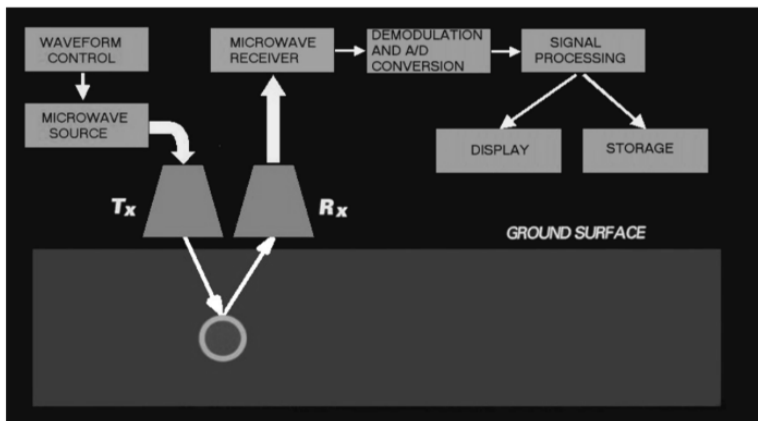 WAVEFORM
CONTROL
MICROWAVE
SOURCE
MICROWAVE
RECEIVER
DEMODULATION
AND A/D
CONVERSION
SIGNAL
PROCESSING
DISPLAY
STORAGE
Tx
Rx
GROUND SURFACE